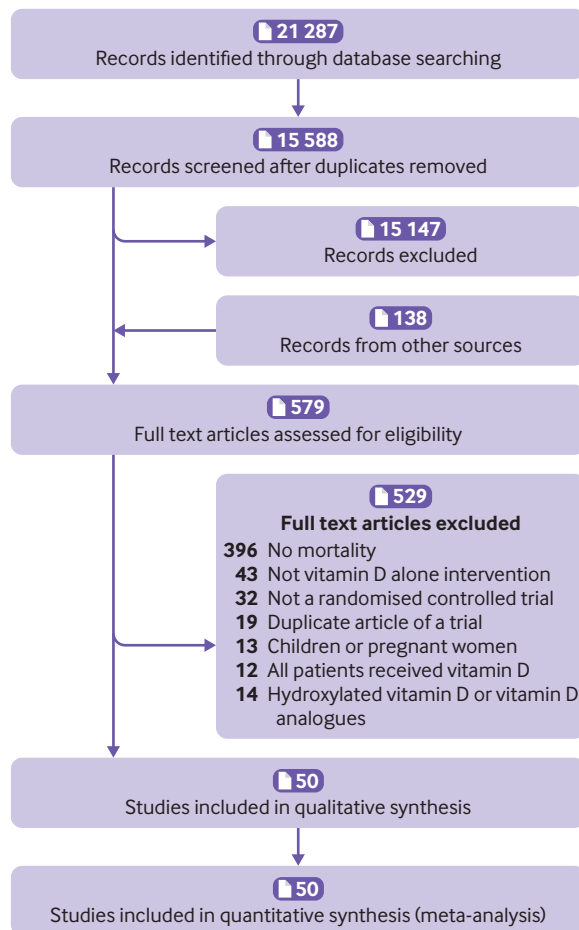 21 287
Records identified through database searching
15 588
Records screened after duplicates removed
15 147
Records excluded
138
Records from other sources
579
Full text articles assessed for eligibility
529
Full text articles excluded
396 No mortality
43 Not vitamin D alone intervention
32 Not a randomised controlled trial
19 Duplicate article of a trial
13 Children or pregnant women
12 All patients received vitamin D
14 Hydroxylated vitamin D or vitamin D
analogues
50
Studies included in qualitative synthesis
50
Studies included in quantitative synthesis (meta-analysis)